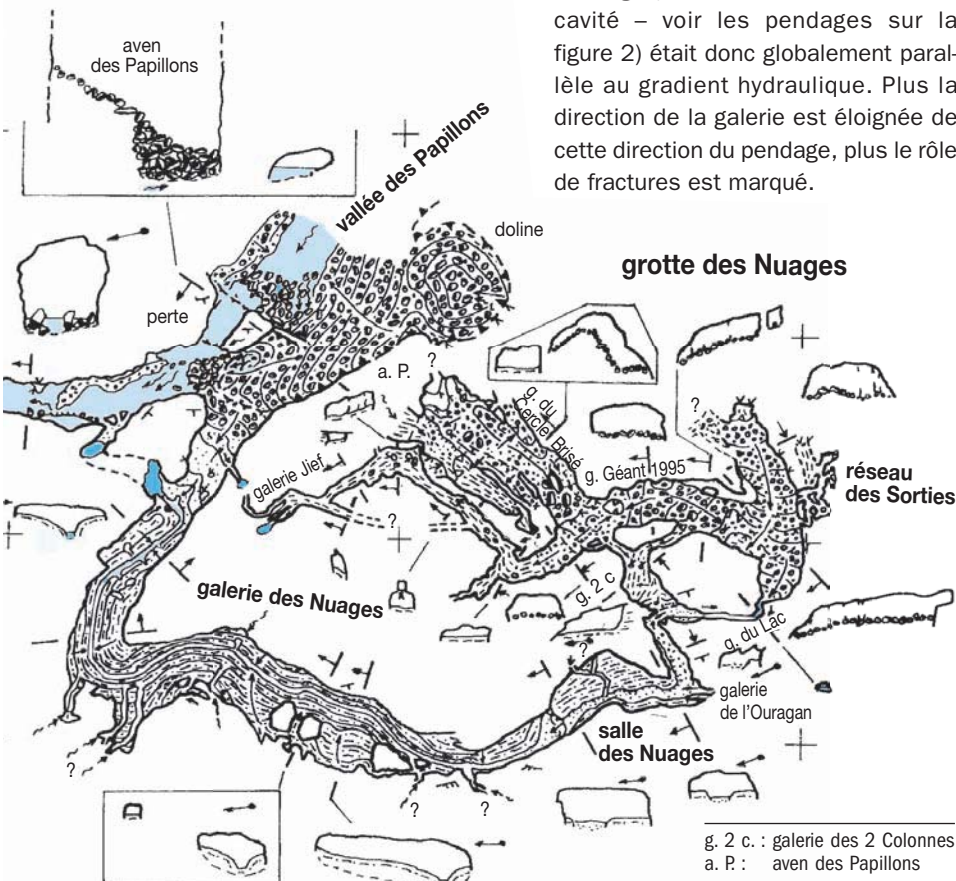 cavité – voir les pendages sur la
figure 2) était donc globalement paral-
lèle au gradient hydraulique. Plus la
direction de la galerie est éloignée de
cette direction du pendage, plus le rôle
de fractures est marqué.
aven
des Papillons
vallée des Papillons
doline
grotte des Nuages
perte
a. P.
?
g. du
Cercler Brisé
?
g. Géant 1995
réseau
des Sorties
galerie Jief
?
galerie des Nuages
g. 2 c
g. du Lac
?
galerie
de l'Ouragan
salle
des Nuages
?
?
?
g. 2 c. : galerie des 2 Colonnes
a. P. : aven des Papillons